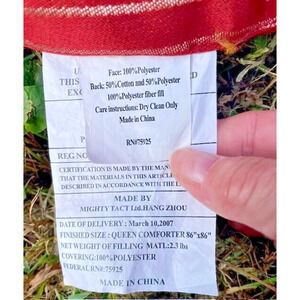 U
THIS
EXC
Face: 100%Polyester
Back: 50%Cotton and 50%Polyester
100%Polyester fiber fill
Care instructions: Dry Clean Only
Made in China
RN#75925
P
REG NO
CERTIFICATION IS MADE BY THE MANU
THAT THE MATERIALS IN THIS ARTICLE
DESCRIBED IN ACCORDANCE WITH THE L
MADE BY
MIGHTY TACT Ltd.HANG ZHOU
DATE OF DELIVERY : March 10,2007
FINISHED SIZE : QUEEN COMFORTER 86"x86"
NET WEIGHT OF FILLING MATL:2.3 lbs
COVERING:100%POLYESTER
FEDERAL RN#:75925
MADE IN CHINA